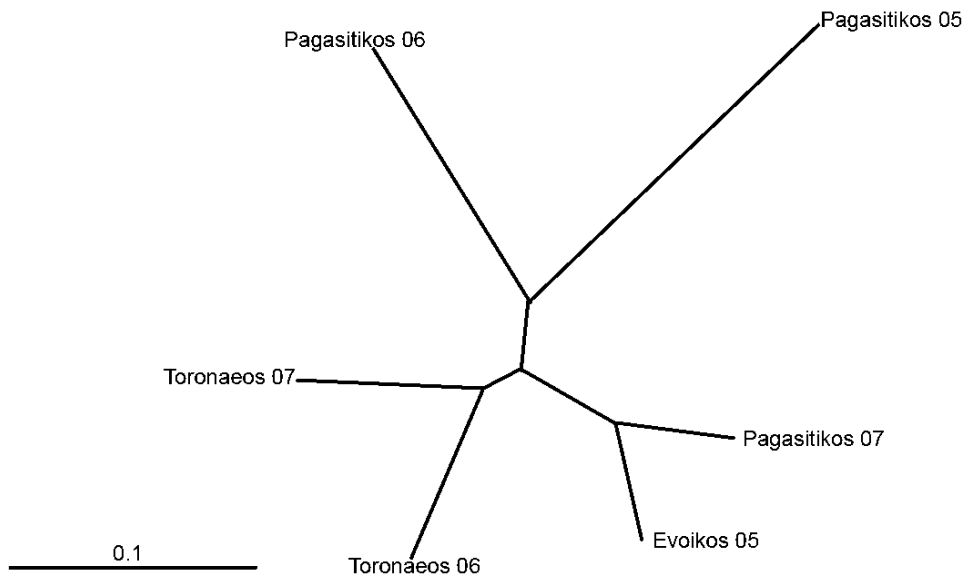 Pagasitikos 05
Pagasitikos 06
Toronaeos 07
Pagasitikos 07
Evoikos 05
0.1
Toronaeos 06